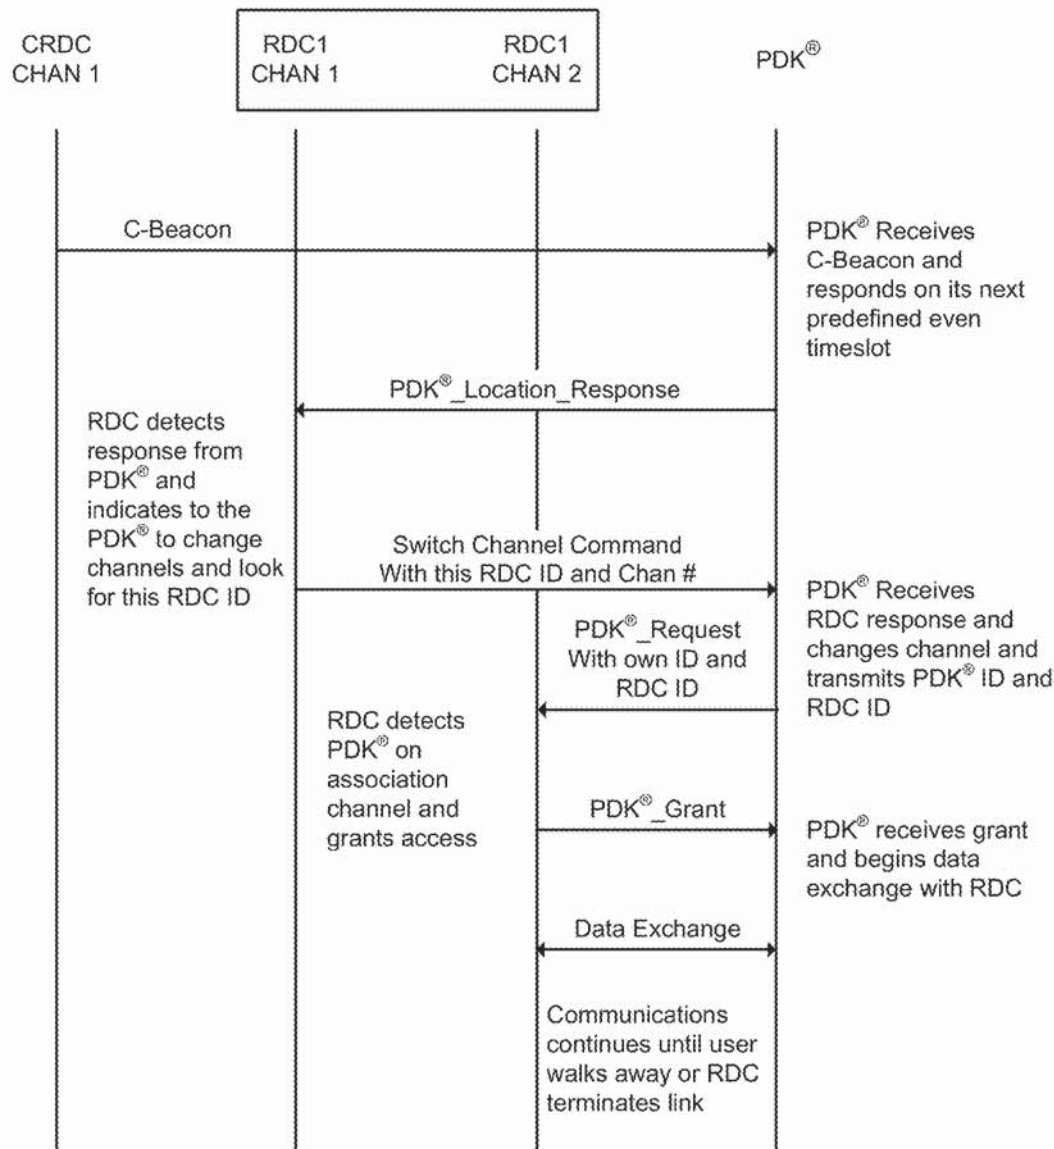 CRDC
CHAN 1
RDC1
CHAN 1
RDC1
CHAN 2
PDK®
C-Beacon
PDK® Receives
C-Beacon and
responds on its next
predefined even
timeslot
PDK®_Location_Response
RDC detects
response from
PDK® and
indicates to the
PDK® to change
channels and look
for this RDC ID
Switch Channel Command
With this RDC ID and Chan #
PDK® Receives
RDC response and
changes channel and
transmits PDK® ID and
RDC ID
PDK®_Request
With own ID and
RDC ID
RDC detects
PDK® on
association
channel and
grants access
PDK®_Grant
PDK® receives grant
and begins data
exchange with RDC
Data Exchange
Communications
continues until user
walks away or RDC
terminates link